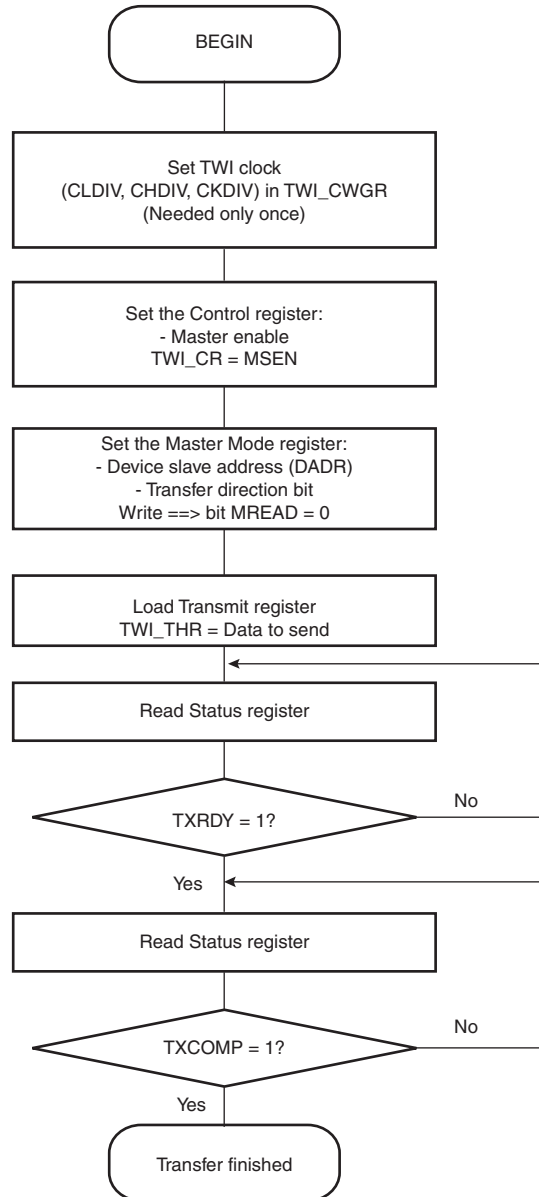 BEGIN
Set TWI clock
(CLDIV, CHDIV, CKDIV) in TWI_CWGR
(Needed only once)
Set the Control register:
- Master enable
TWI_CR = MSEN
Set the Master Mode register:
- Device slave address (DADR)
- Transfer direction bit
Write ==> bit MREAD = 0
Load Transmit register
TWI_THR = Data to send
Read Status register
TXRDY = 1?
No
Yes
Read Status register
TXCOMP = 1?
No
Yes
Transfer finished